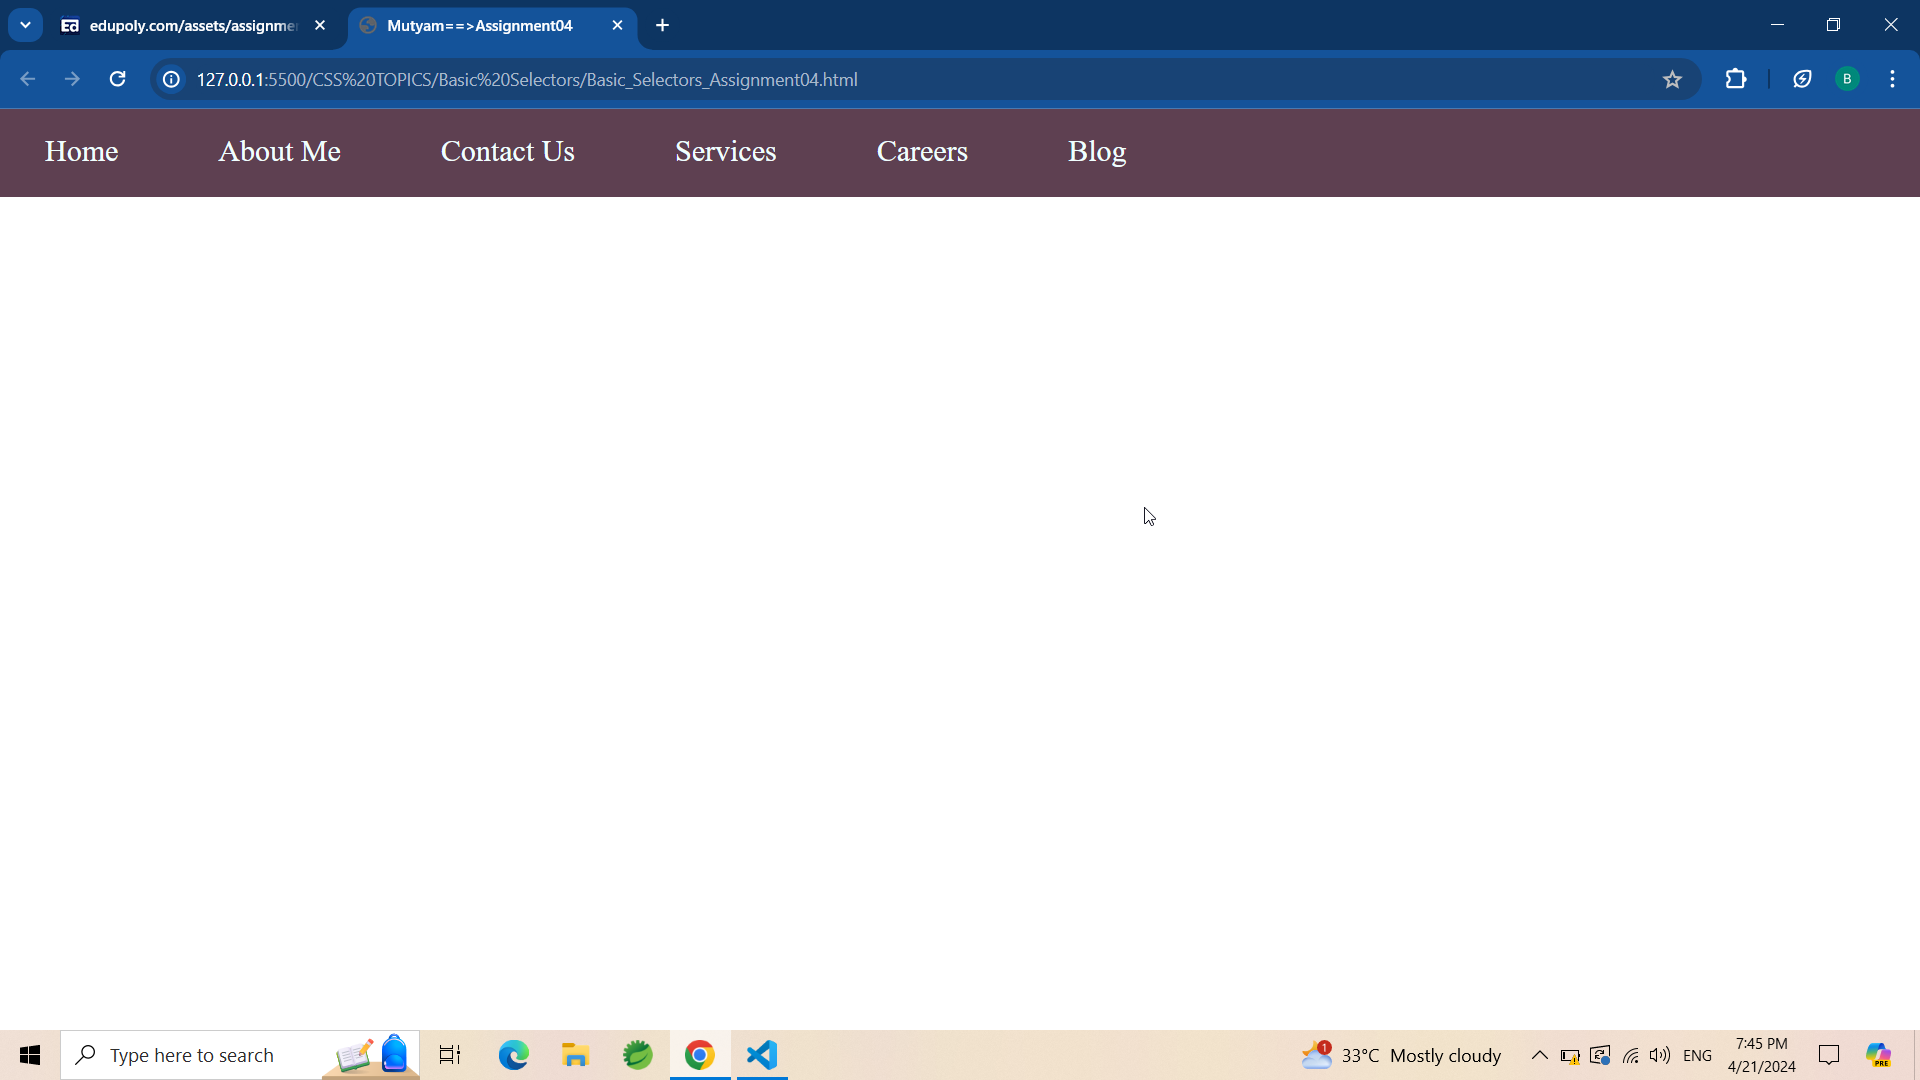 Ed edupoly.com/assets/assignme
Mutyam==>Assignment04
127.0.0.1:5500/CSS%20TOPICS/Basic%20Selectors/Basic_Selectors_Assignment04.html
B
Home About Me Contact Us Services Careers Blog
Type here to search
1
33°C Mostly cloudy
ENG
7:45 PM
4/21/2024
PRE